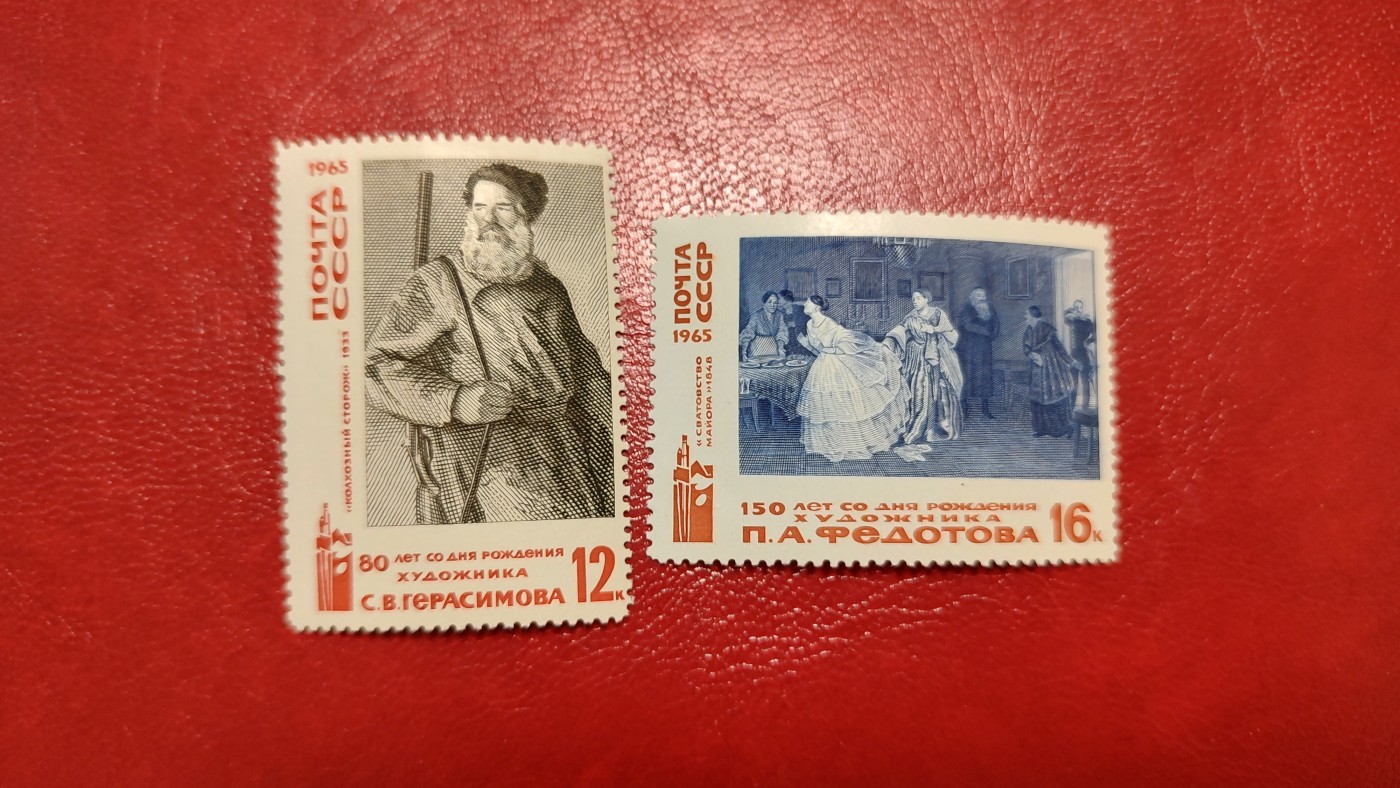 1965
ПОЧТА
СССР
«КОЛХОЗНЫЙ СТОРОЖ» 1933
80 ЛЕТ СО ДНЯ РОЖДЕНИЯ
ХУДОЖНИКА
С.В.ГЕРАСИМОВА
12к
ПОЧТА
СССР
1965
«СВАТОВСТВО
МАЙОРА» 1848
150 ЛЕТ СО ДНЯ РОЖДЕНИЯ
ХУДОЖНИКА
П.А.ФЕДОТОВА
16к